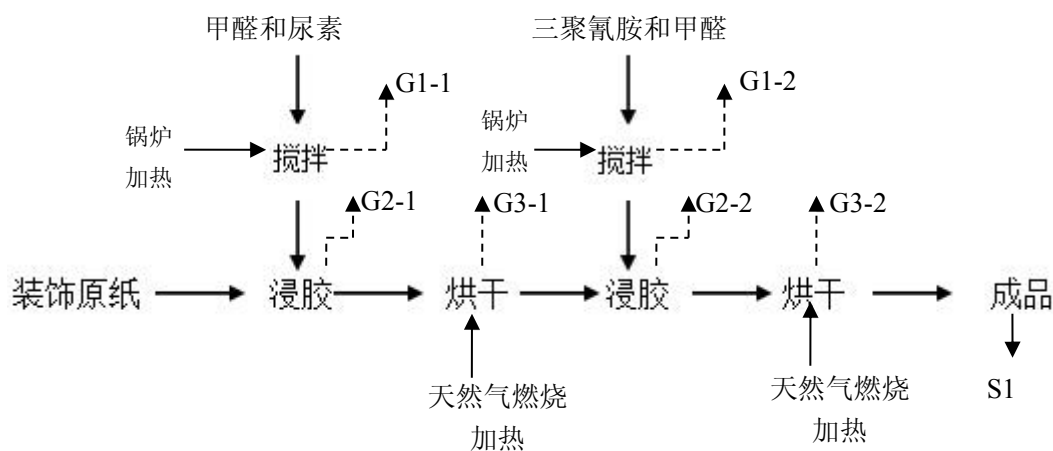 甲醛和尿素
三聚氰胺和甲醛
G1-1
G1-2
锅炉
加热
搅拌
锅炉
加热
搅拌
G2-1
G3-1
G2-2
G3-2
装饰原纸
浸胶
烘干
浸胶
烘干
成品
天然气燃烧
加热
天然气燃烧
加热
S1